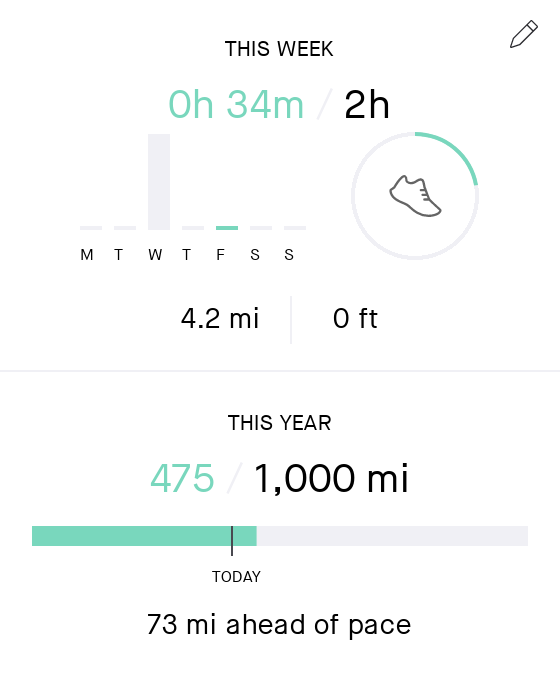 THIS WEEK
0h 34m / 2h
M T W T F S S
4.2 mi 0 ft
THIS YEAR
475 / 1,000 mi
TODAY
73 mi ahead of pace